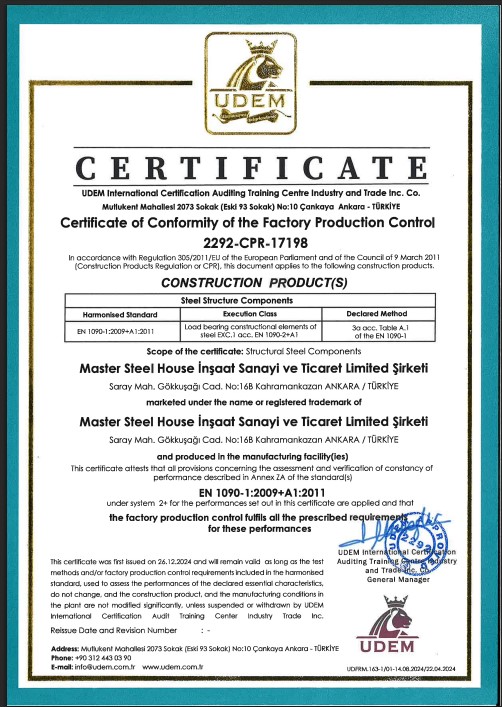 UDEM
CERTIFICATE
UDEM International Certification Auditing Training Centre Industry and Trade Inc. Co.
Mutlukent Mahallesi 2073 Sokak (Eski 93 Sokak) No:10 Çankaya Ankara - TÜRKİYE
Certificate of Conformity of the Factory Production Control
2292-CPR-17198
In accordance with Regulation 305/2011/EU of the European Parliament and of the Council of 9 March 2011
(Construction Products Regulation or CPR), this document applies to the following construction products.
CONSTRUCTION PRODUCT(S)
Steel Structure Components
Harmonised Standard Execution Class Declared Method
EN 1090-1:2009+A1:2011 Load bearing constructional elements of steel EXC.1 acc. EN 1090-2+A1 3a acc. Table A.1 of the EN 1090-1
Scope of the certificate: Structural Steel Components
Master Steel House İnşaat Sanayi ve Ticaret Limited Şirketi
Saray Mah. Gökkuşağı Cad. No:16B Kahramankazan ANKARA / TÜRKİYE
marketed under the name or registered trademark of
Master Steel House İnşaat Sanayi ve Ticaret Limited Şirketi
Saray Mah. Gökkuşağı Cad. No:16B Kahramankazan ANKARA / TÜRKİYE
and produced in the manufacturing facility(ies)
This certificate attests that all provisions concerning the assessment and verification of constancy of
performance described in Annex ZA of the standard(s)
EN 1090-1:2009+A1:2011
under system 2+ for the performances set out in this certificate are applied and that
the factory production control fulfils all the prescribed requirements
for these performances
UDEM International Certification
Auditing Training Centre Industry
and Trade Inc. Co.
General Manager
2292
This certificate was first issued on 26.12.2024 and will remain valid as long as the test
methods and/or factory production control requirements included in the harmonised
standard, used to assess the performances of the declared essential characteristics,
do not change, and the construction product, and the manufacturing conditions in
the plant are not modified significantly, unless suspended or withdrawn by UDEM
International Certification Audit Training Center Industry Trade Inc.
Reissue Date and Revision Number : -
UDEM
Address: Mutlukent Mahallesi 2073 Sokak (Eski 93 Sokak) No:10 Çankaya Ankara - TÜRKİYE
Phone: +90 312 443 03 90
E-mail: info@udem.com.tr www.udem.com.tr
UDFRM.163-1/01-14.08.2024/22.04.2024